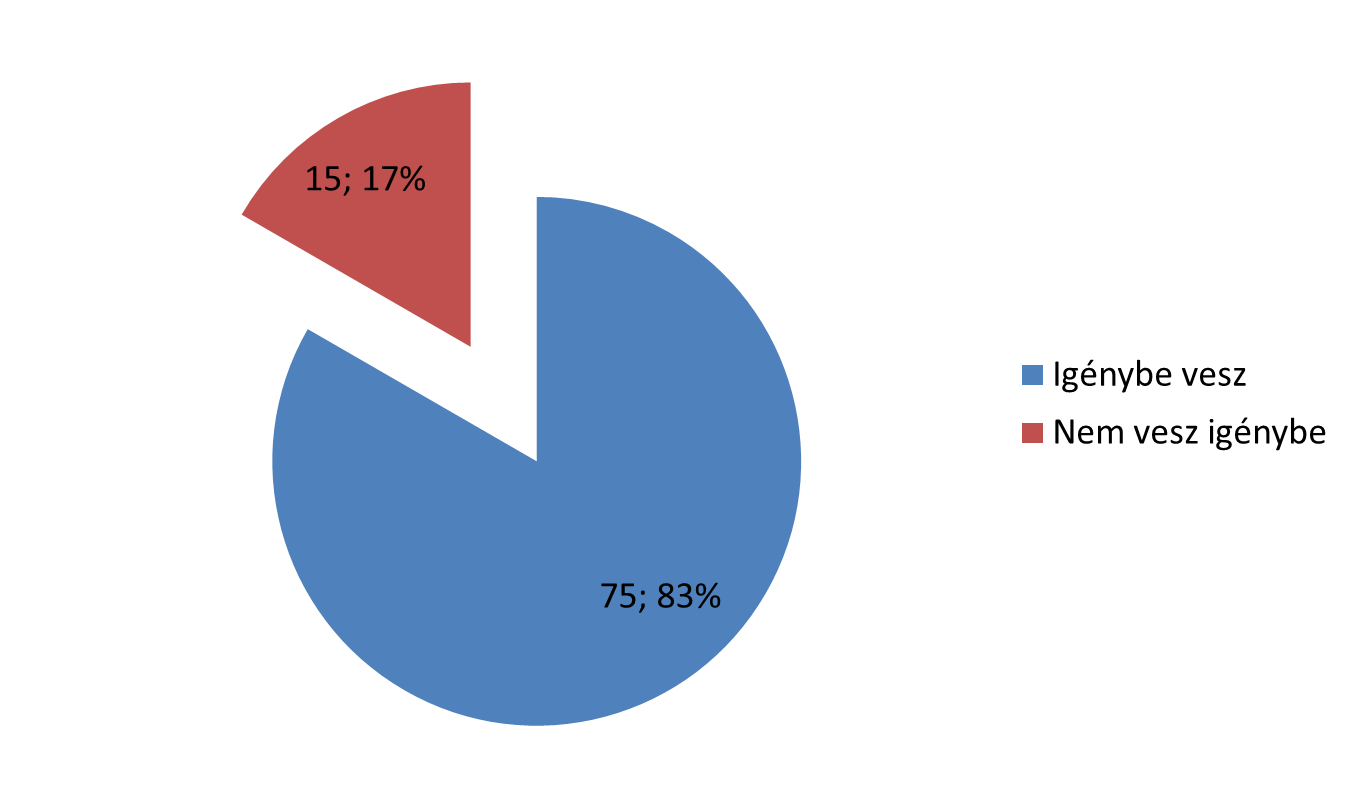 15; 17%
75; 83%
Igénybe vesz
Nem vesz igénybe